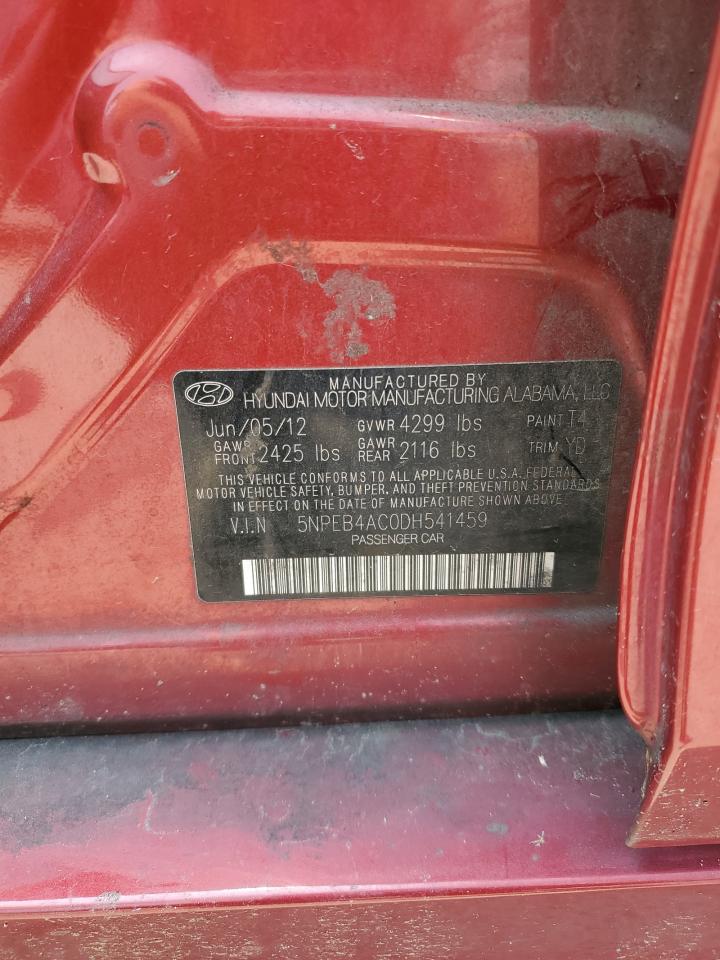 MANUFACTURED BY
HYUNDAI MOTOR MANUFACTURING ALABAMA, LLC
Jun/05/12 GVWR 4299 lbs PAINT T4
GAWR FRONT 2425 lbs GAWR REAR 2116 lbs TRIM YD
THIS VEHICLE CONFORMS TO ALL APPLICABLE U.S.A. FEDERAL
MOTOR VEHICLE SAFETY, BUMPER, AND THEFT PREVENTION STANDARDS
IN EFFECT ON THE DATE OF MANUFACTURE SHOWN ABOVE.
V.I.N 5NPEB4AC0DH541459
PASSENGER CAR